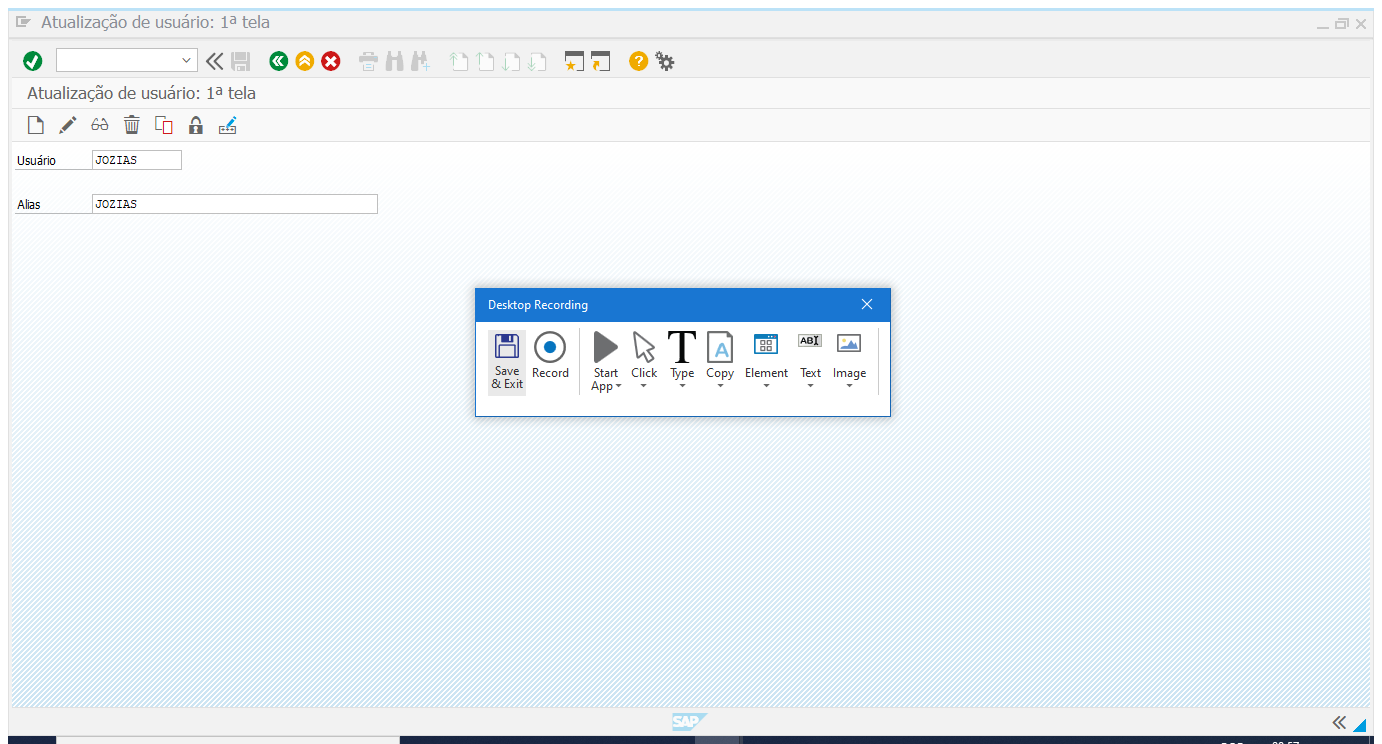 Atualização de usuário: 1ª tela
Atualização de usuário: 1ª tela
Usuário JOZIAS
Alias JOZIAS
Desktop Recording
Save & Exit
Record
Start App
Click
Type
Copy
Element
ABI
Text
Image
SAP